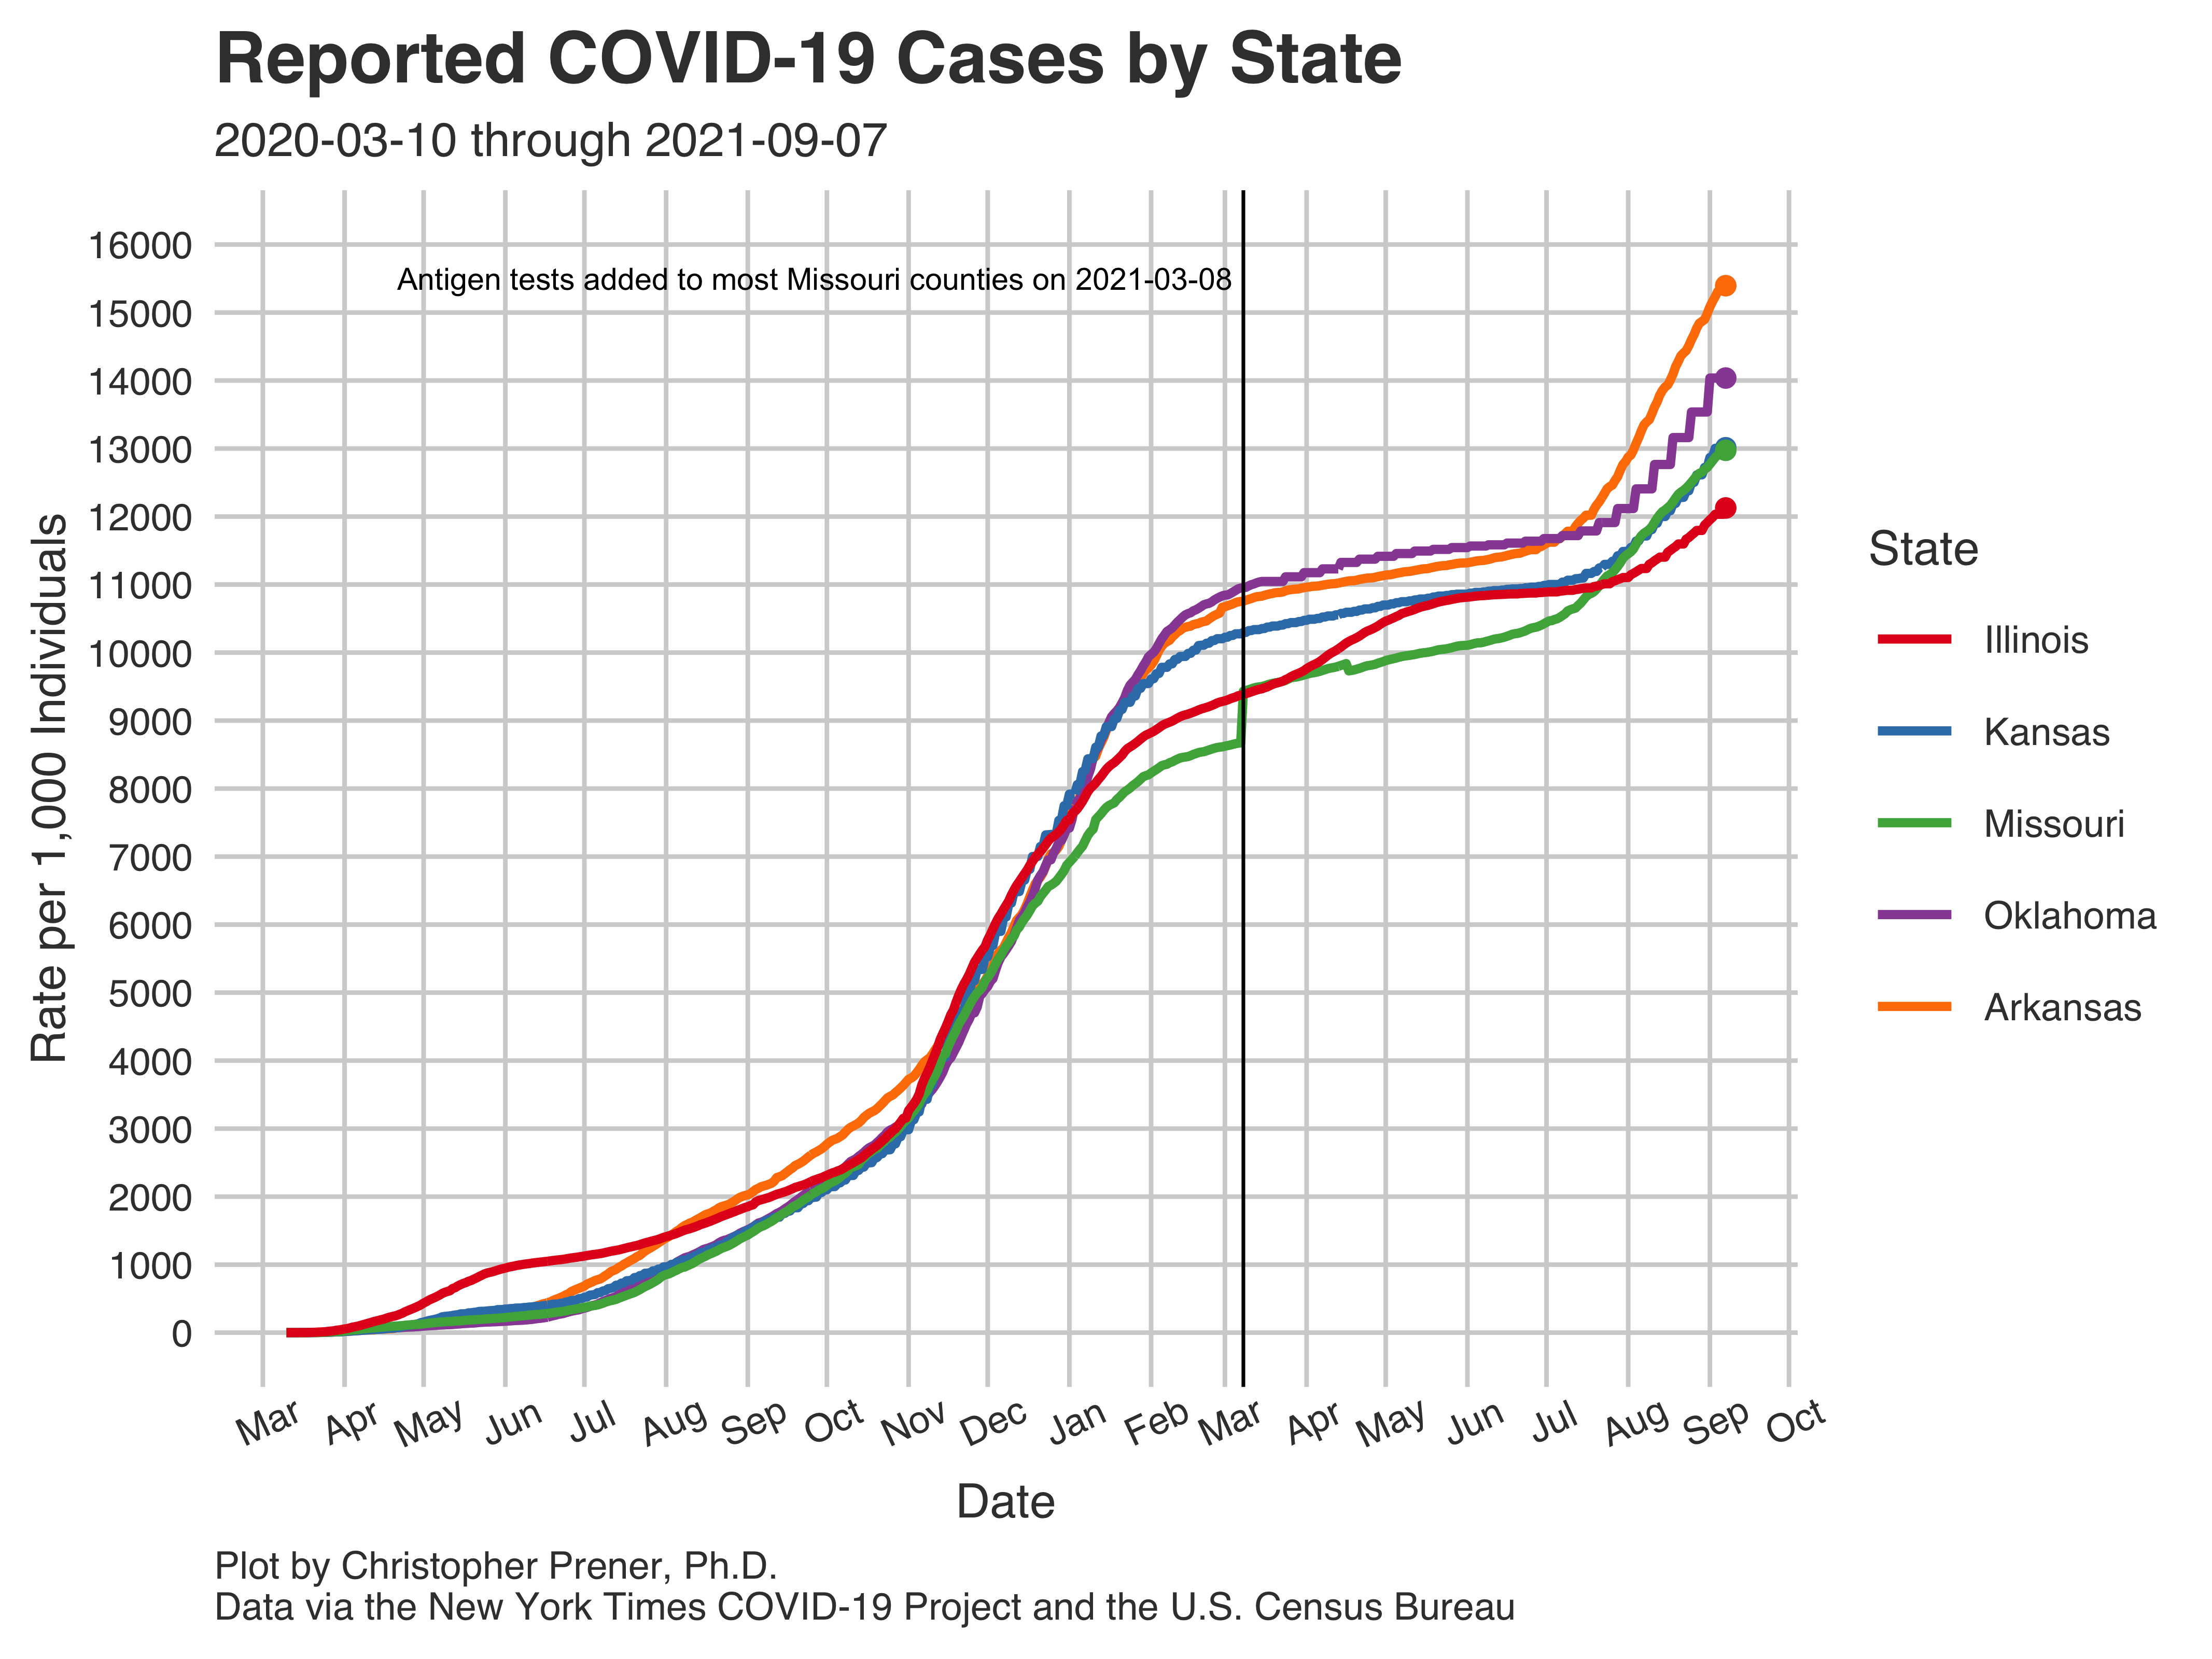 Reported COVID-19 Cases by State
2020-03-10 through 2021-09-07
16000
15000
14000
13000
12000
11000
10000
9000
8000
7000
6000
5000
4000
3000
2000
1000
0
Rate per 1,000 Individuals
Antigen tests added to most Missouri counties on 2021-03-08
Mar Apr May Jun Jul Aug Sep Oct Nov Dec Jan Feb Mar Apr May Jun Jul Aug Sep Oct
Date
State
Illinois
Kansas
Missouri
Oklahoma
Arkansas
Plot by Christopher Prener, Ph.D.
Data via the New York Times COVID-19 Project and the U.S. Census Bureau